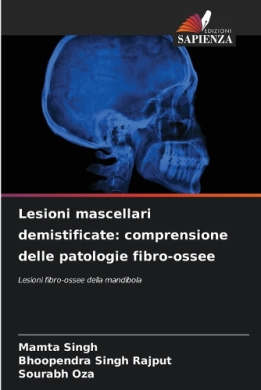 EDIZIONI
SAPIENZA
Lesioni mascellari
demistificate: comprensione
delle patologie fibro-ossee
Lesioni fibro-ossee della mandibola
Mamta Singh
Bhoopendra Singh Rajput
Sourabh Oza